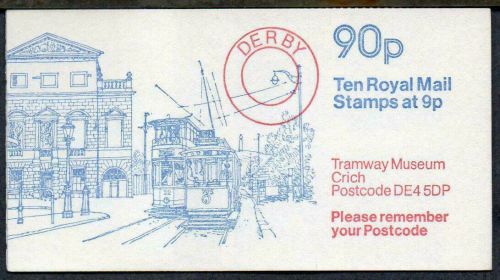 DERBY
90p
Ten Royal Mail
Stamps at 9p
Tramway Museum
Crich
Postcode DE4 5DP
Please remember
your Postcode